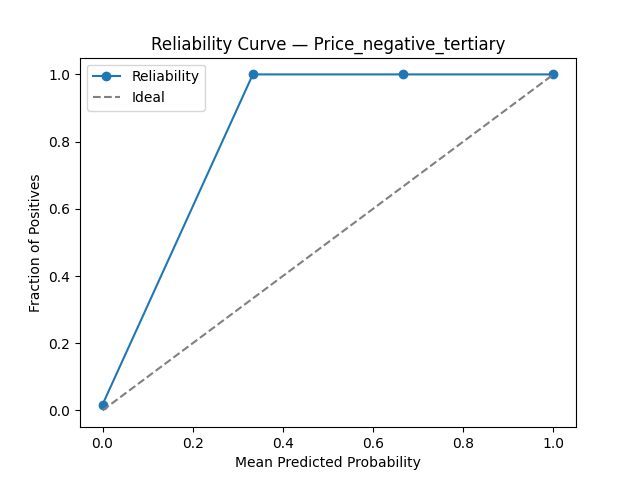 Reliability Curve — Price_negative_tertiary
Reliability
Ideal
Fraction of Positives
1.0
0.8
0.6
0.4
0.2
0.0
0.0 0.2 0.4 0.6 0.8 1.0
Mean Predicted Probability